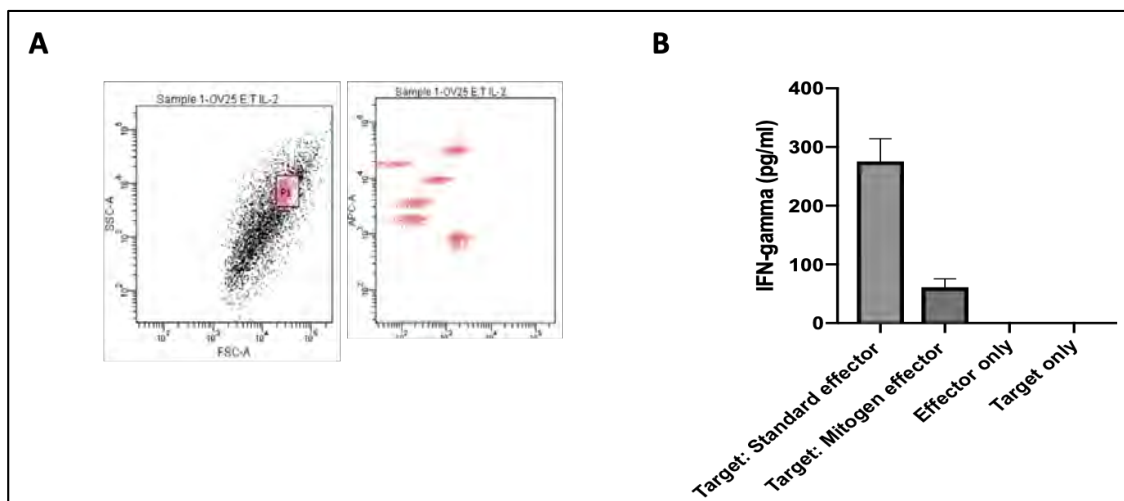 A
B
Sample 1-OV25 E:T IL-2
SSC-A
FSC-A
P1
Sample 1-OV25 E:T IL-2
APC-A
IFN-gamma (pg/ml)
400
300
200
100
0
Target: Standard effector
Target: Mitogen effector
Effector only
Target only